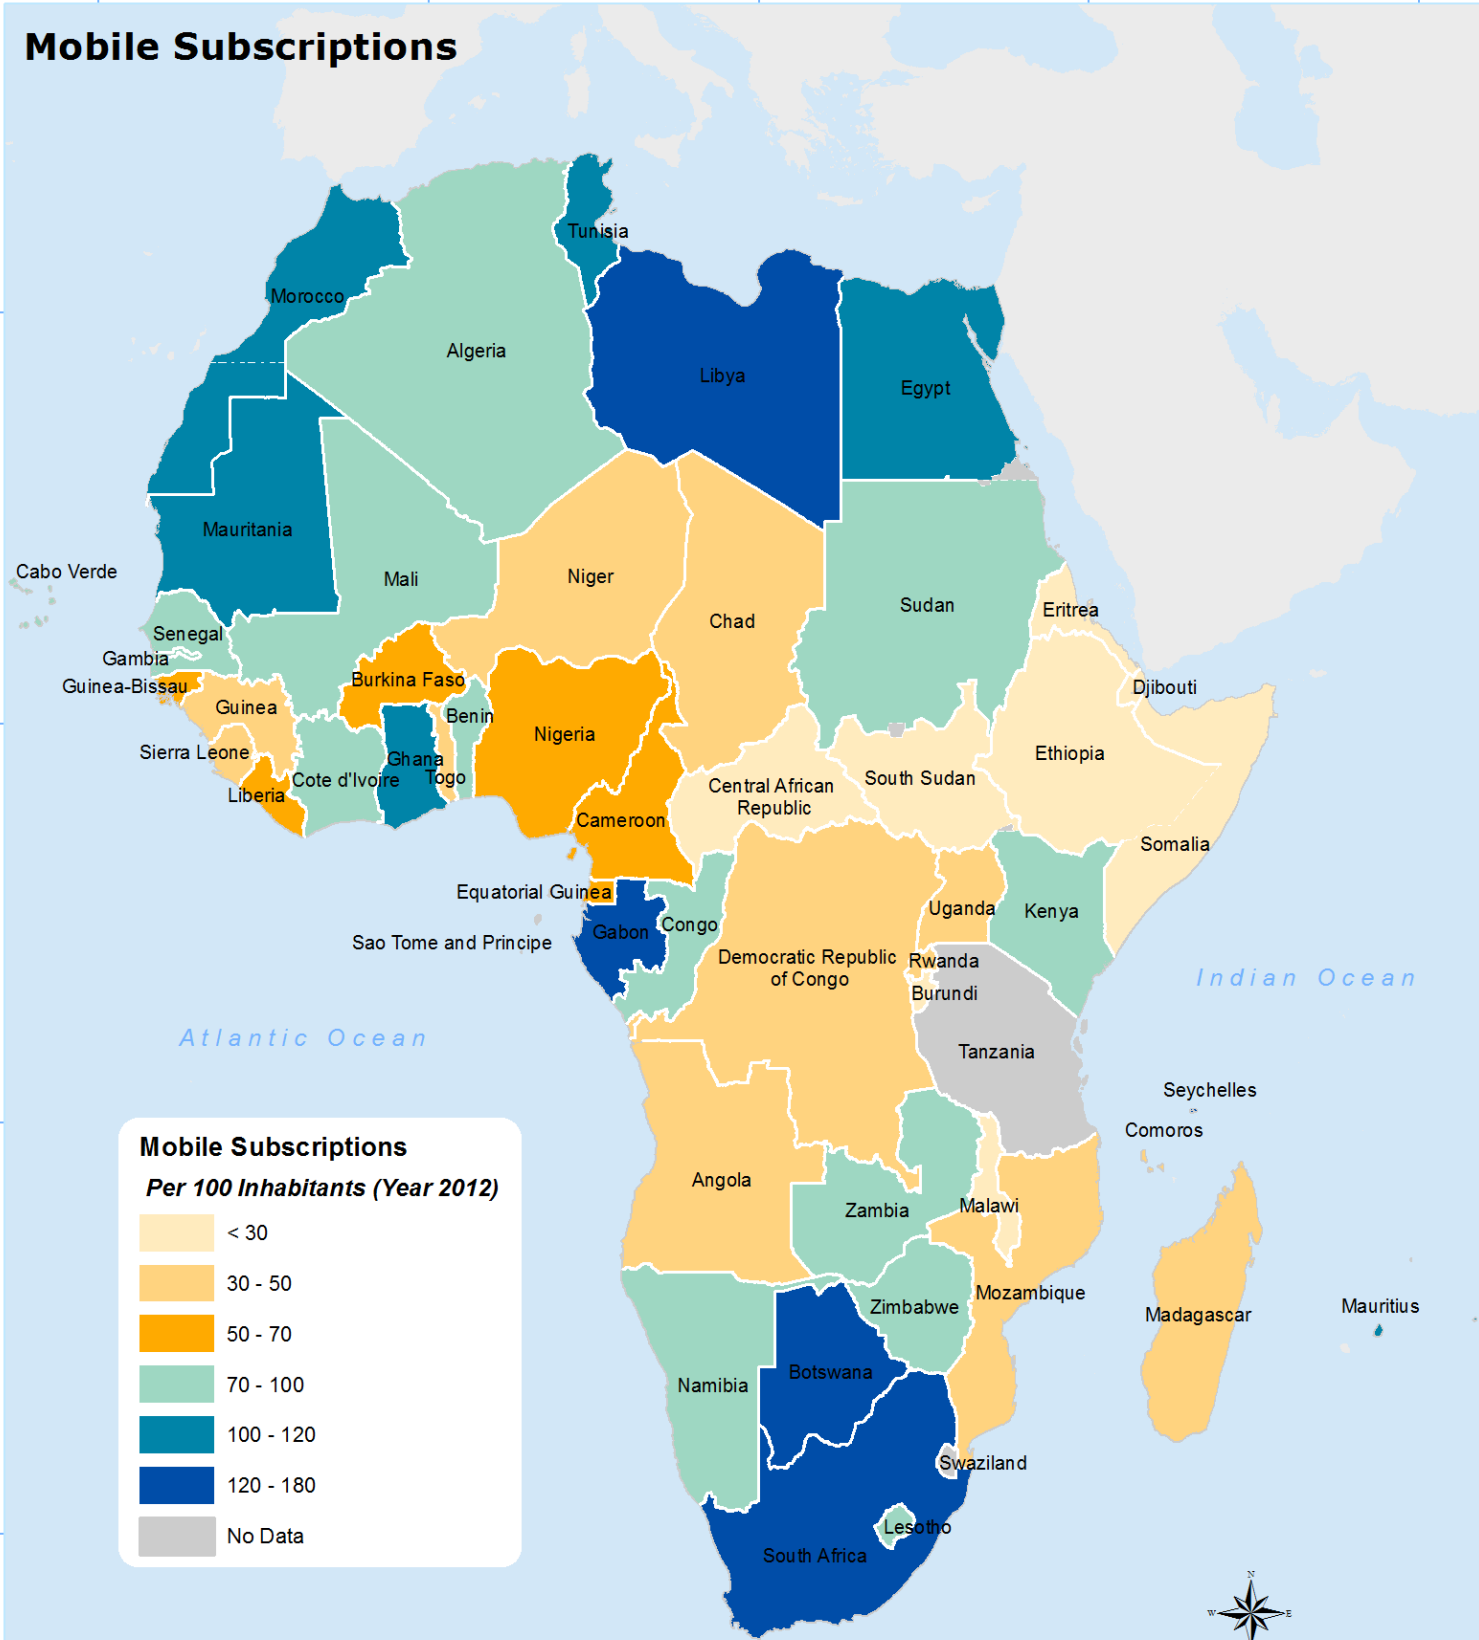 Mobile Subscriptions
Tunisia
Morocco
Algeria
Libya
Egypt
Mauritania
Cabo Verde
Mali
Niger
Chad
Sudan
Eritrea
Senegal
Gambia
Guinea-Bissau
Burkina Faso
Djibouti
Guinea
Benin
Nigeria
Sierra Leone
Ghana
Ethiopia
Cote d'Ivoire
Togo
South Sudan
Central African
Republic
Liberia
Cameroon
Somalia
Equatorial Guinea
Uganda
Kenya
Congo
Gabon
Sao Tome and Principe
Democratic Republic
of Congo
Rwanda
Burundi
Indian Ocean
Atlantic Ocean
Tanzania
Seychelles
Comoros
Angola
Malawi
Zambia
Mozambique
Zimbabwe
Madagascar
Mauritius
Botswana
Namibia
Swaziland
Lesotho
South Africa
Mobile Subscriptions
Per 100 Inhabitants (Year 2012)
< 30
30 - 50
50 - 70
70 - 100
100 - 120
120 - 180
No Data
N
W E